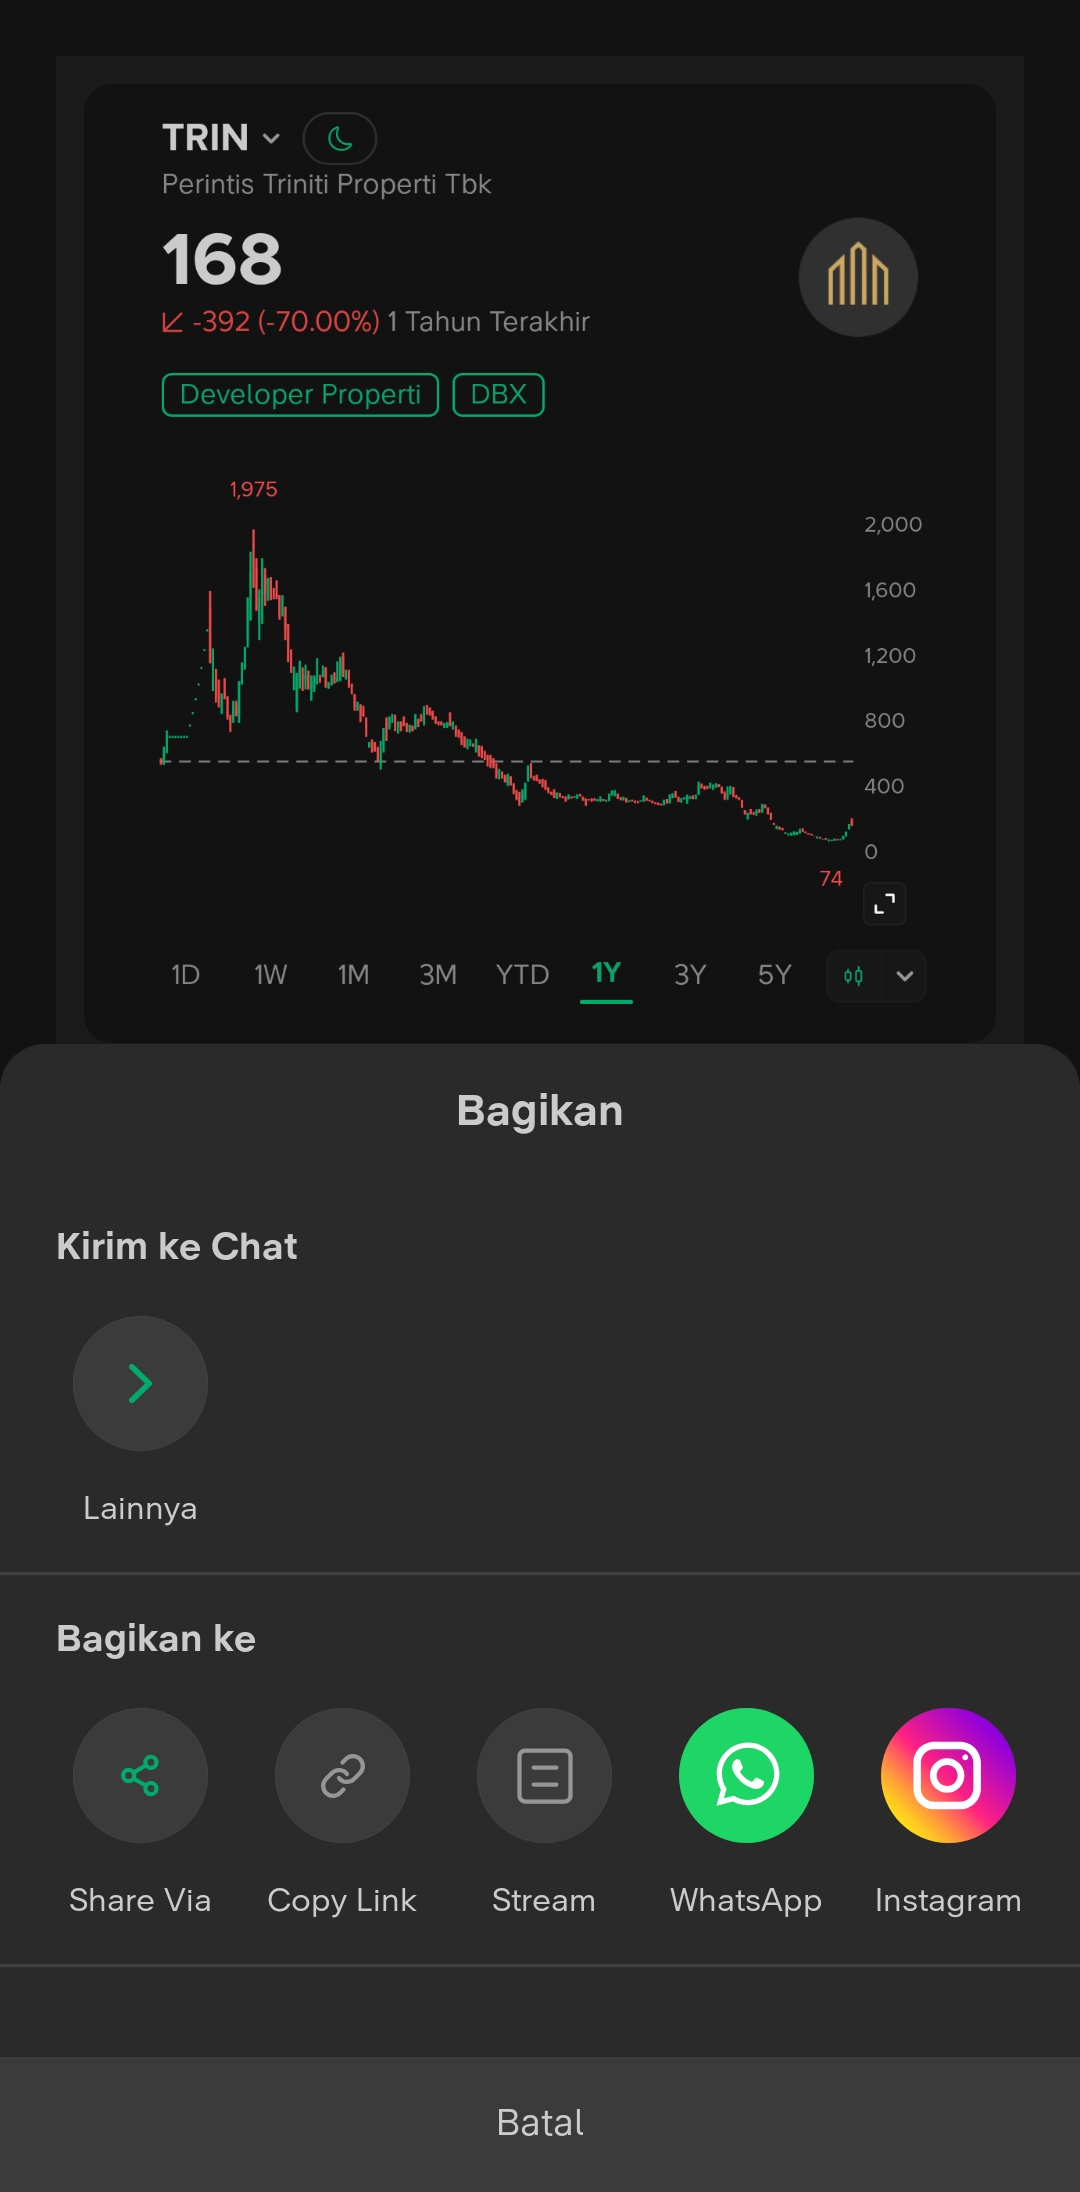 TRIN
Perintis Triniti Properti Tbk
168
-392 (-70.00%) 1 Tahun Terakhir
Developer Properti DBX
1,975
2,000
1,600
1,200
800
400
0
74
1D 1W 1M 3M YTD 1Y 3Y 5Y
Bagikan
Kirim ke Chat
Lainnya
Bagikan ke
Share Via Copy Link Stream WhatsApp Instagram
Batal